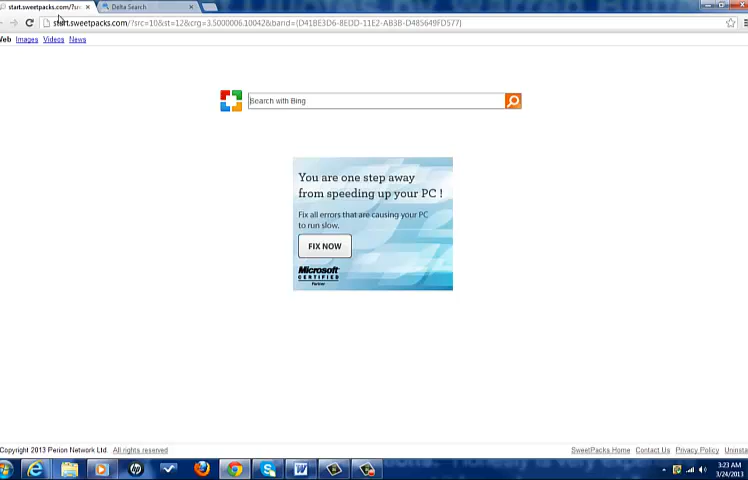 start.sweetpacks.com/?src
Delta Search
start.sweetpacks.com/?src=10&st=12&crg=3.5000006.10042&barid={D41BE3D6-8EDD-11E2-AB3B-D485649FD577}
Web Images Videos News
Search with Bing
You are one step away
from speeding up your PC !
Fix all errors that are causing your PC
to run slow.
FIX NOW
Microsoft
CERTIFIED
Partner
Copyright 2013 Perion Network Ltd. All rights reserved
SweetPacks Home Contact Us Privacy Policy Uninsta
3:23 AM
3/24/2013